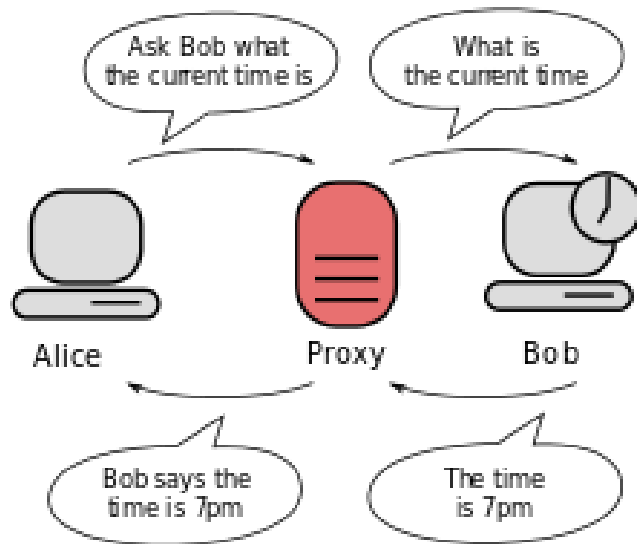 Ask Bob what
the current time is
What is
the current time
Alice
Proxy
Bob
Bob says the
time is 7pm
The time
is 7pm